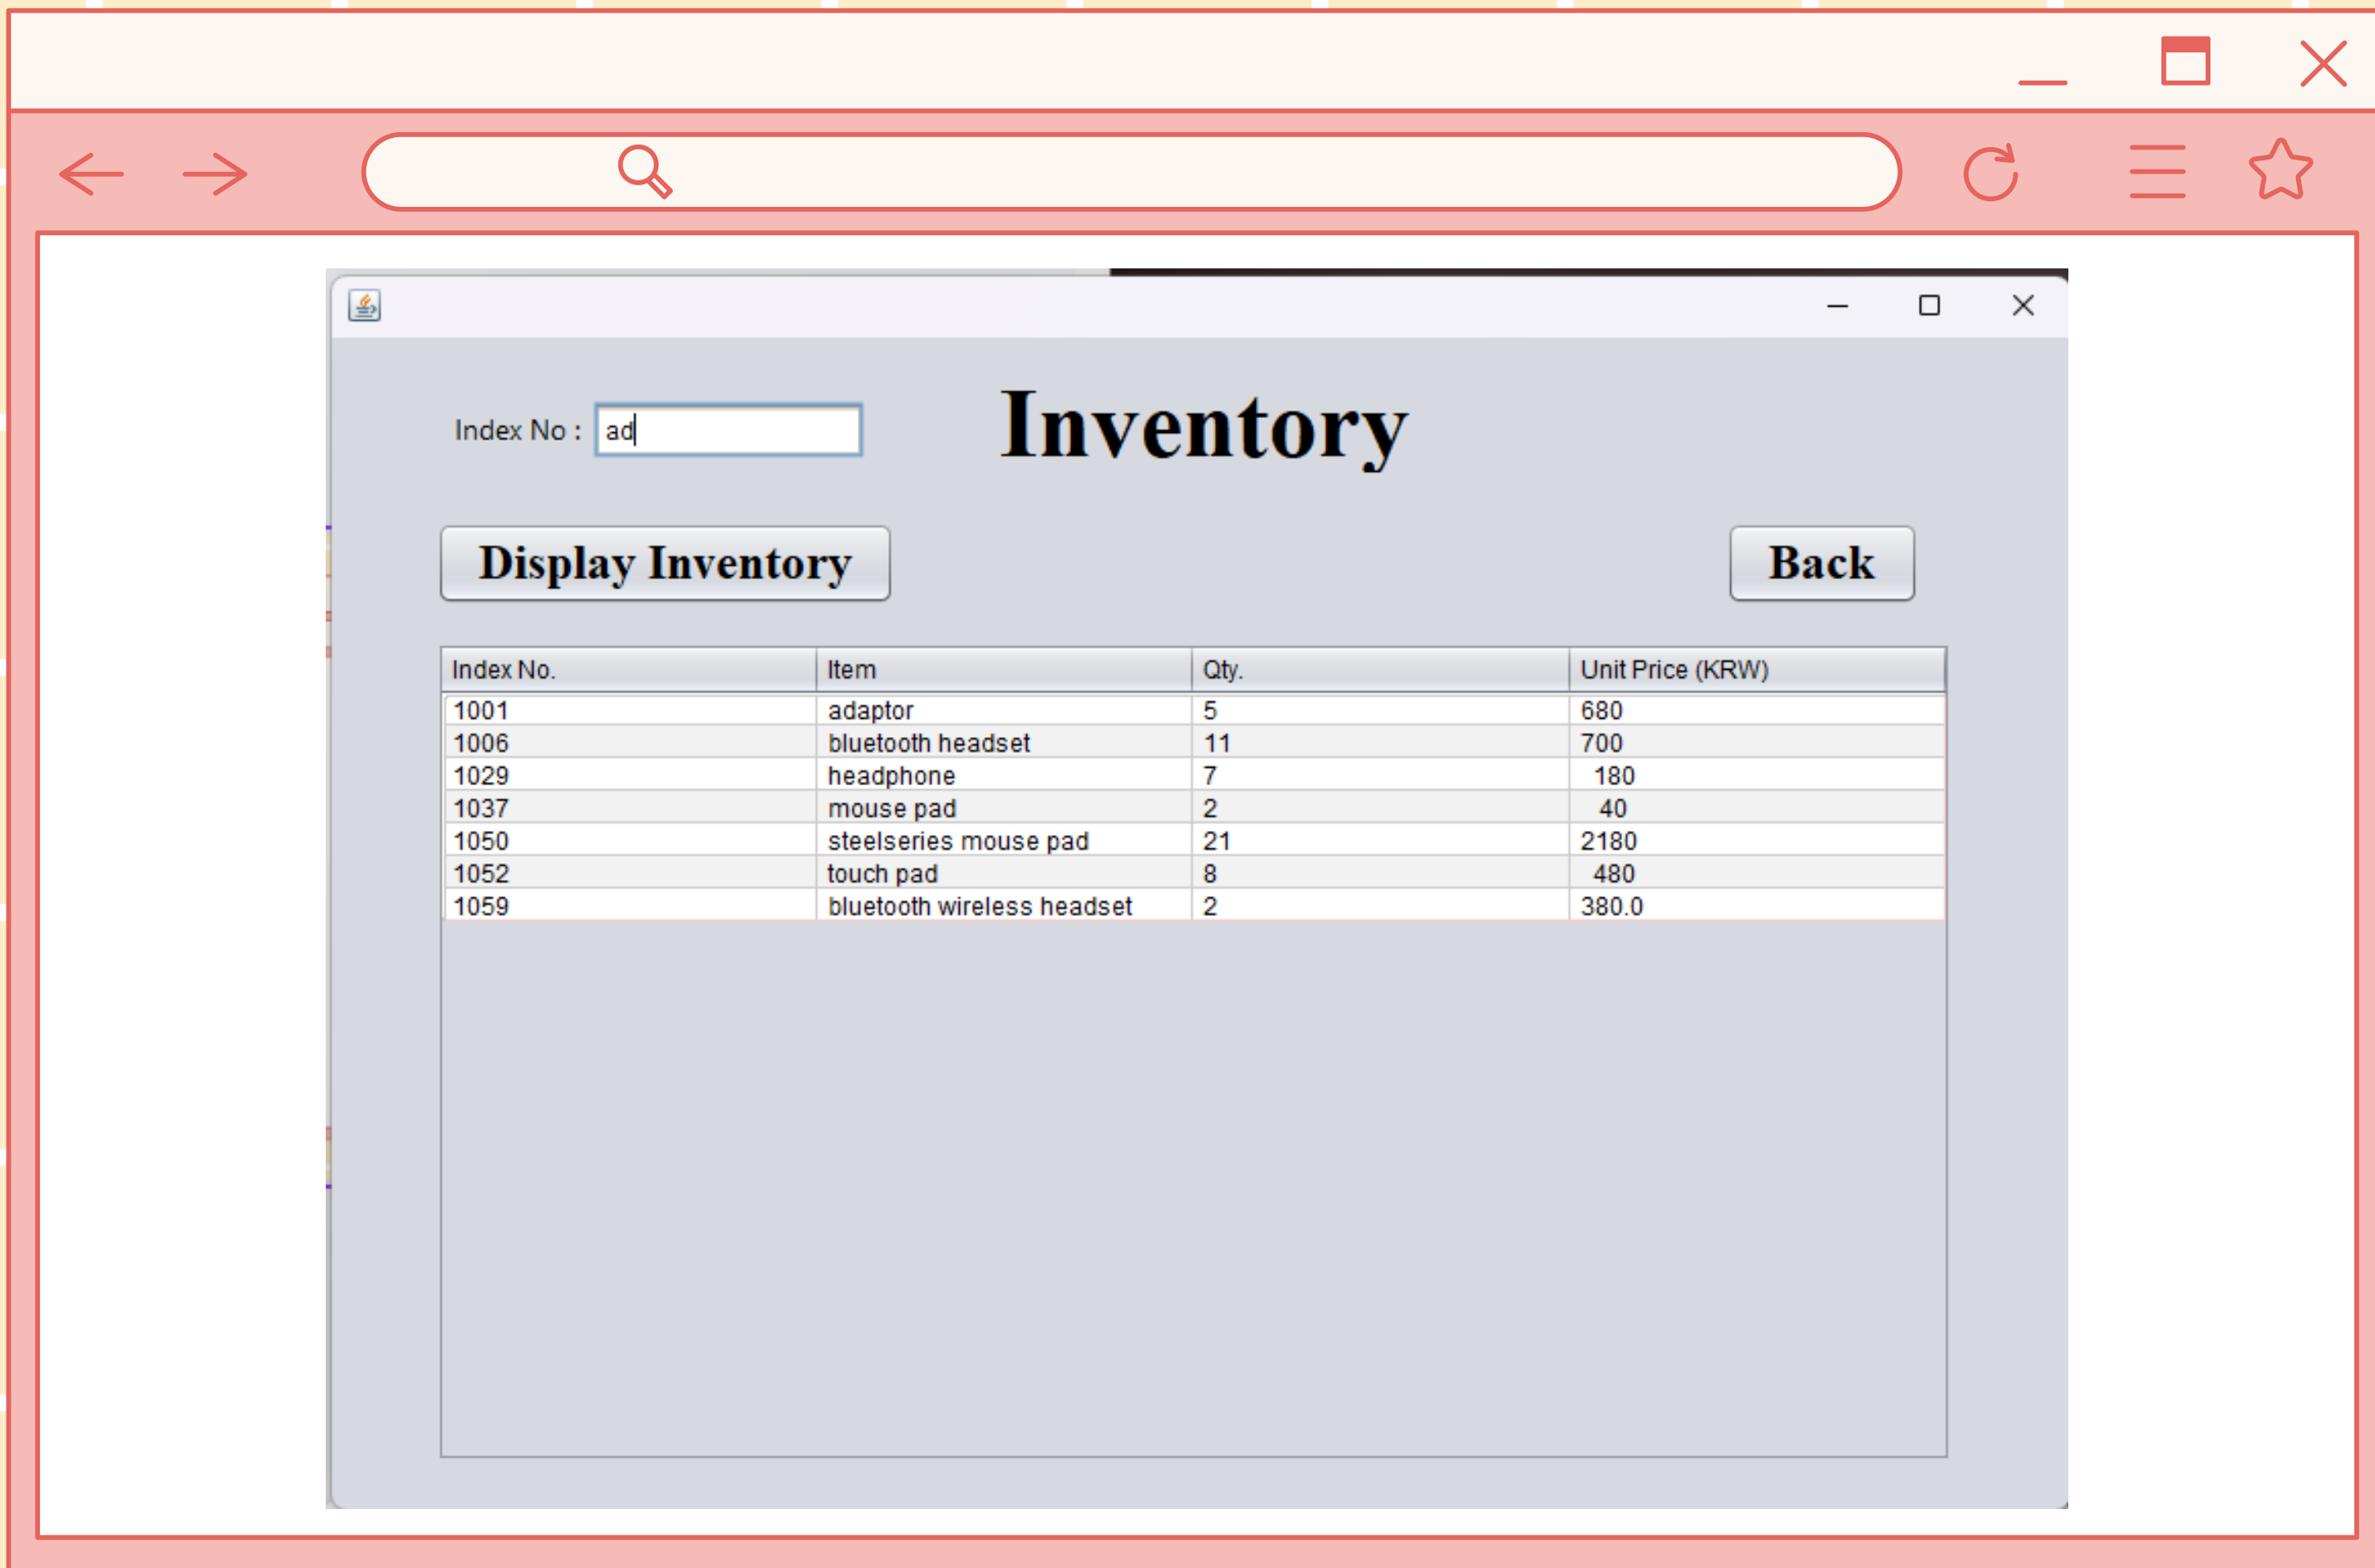 Index No : ad
Inventory
Display Inventory
Back
Index No. Item Qty. Unit Price (KRW)
1001 adaptor 5 680
1006 bluetooth headset 11 700
1029 headphone 7 180
1037 mouse pad 2 40
1050 steelseries mouse pad 21 2180
1052 touch pad 8 480
1059 bluetooth wireless headset 2 380.0